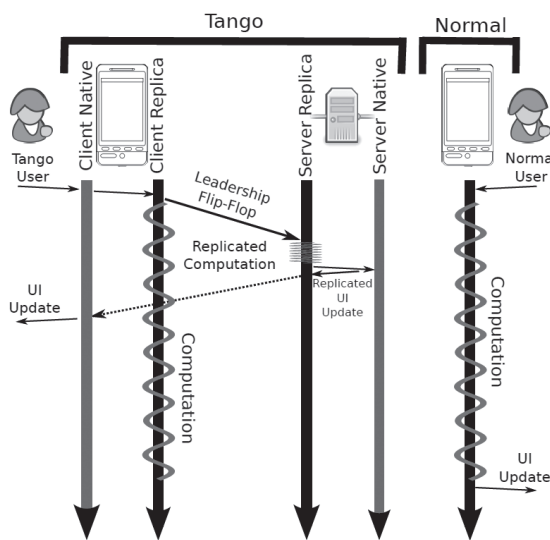 Tango
Normal
Client Native
Client Replica
Server Replica
Server Native
Tango
User
Normal
User
Leadership
Flip-Flop
Replicated
Computation
Replicated
UI
Update
UI
Update
Computation
Computation
UI
Update